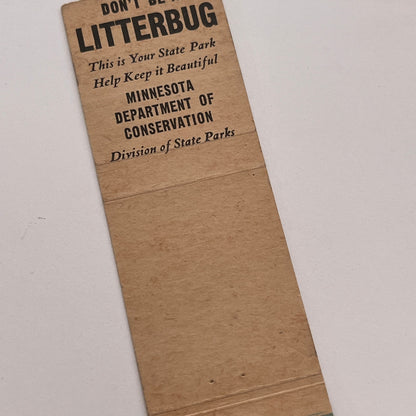 DON'T BE A
LITTERBUG
This is Your State Park
Help Keep it Beautiful
MINNESOTA
DEPARTMENT OF
CONSERVATION
Division of State Parks